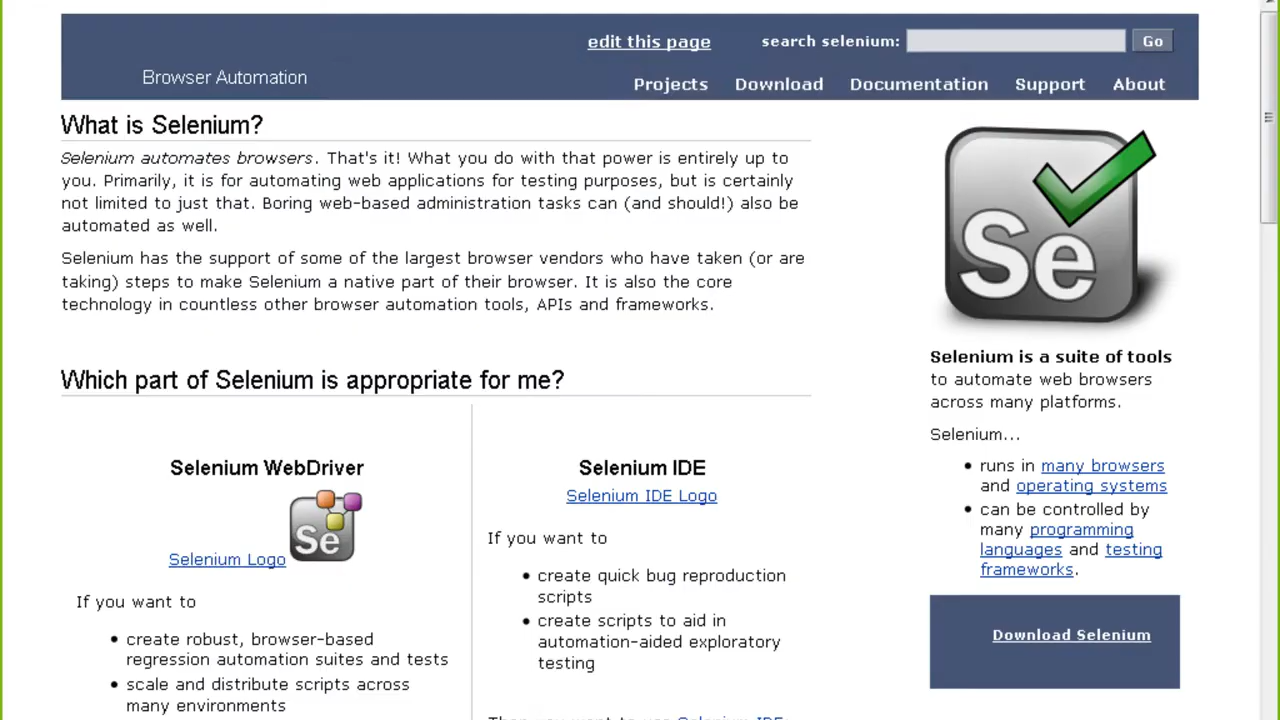 edit this page
search selenium:
Go
Browser Automation
Projects
Download
Documentation
Support
About
What is Selenium?
Selenium automates browsers. That's it! What you do with that power is entirely up to
you. Primarily, it is for automating web applications for testing purposes, but is certainly
not limited to just that. Boring web-based administration tasks can (and should!) also be
automated as well.
Selenium has the support of some of the largest browser vendors who have taken (or are
taking) steps to make Selenium a native part of their browser. It is also the core
technology in countless other browser automation tools, APIs and frameworks.
Which part of Selenium is appropriate for me?
Selenium WebDriver
Se
Selenium Logo
If you want to
• create robust, browser-based
regression automation suites and tests
• scale and distribute scripts across
many environments
Selenium IDE
Selenium IDE Logo
If you want to
• create quick bug reproduction
scripts
• create scripts to aid in
automation-aided exploratory
testing
Then you want to use Selenium IDE;
Se
Selenium is a suite of tools
to automate web browsers
across many platforms.
Selenium...
• runs in many browsers
and operating systems
• can be controlled by
many programming
languages and testing
frameworks.
Download Selenium